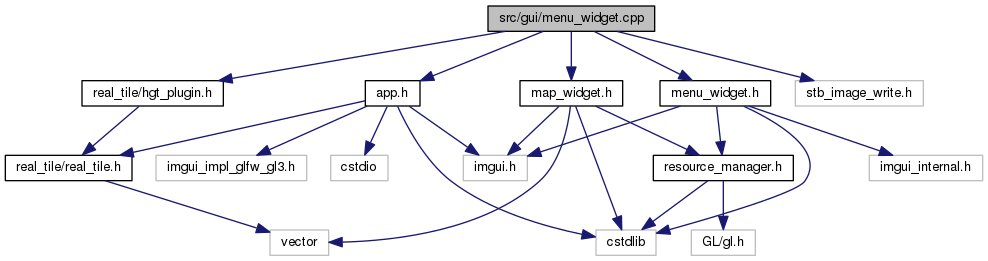 src/gui/menu_widget.cpp
real_tile/hgt_plugin.h
app.h
map_widget.h
menu_widget.h
stb_image_write.h
real_tile/real_tile.h
imgui_impl_glfw_gl3.h
cstdio
imgui.h
resource_manager.h
imgui_internal.h
vector
cstdlib
GL/gl.h